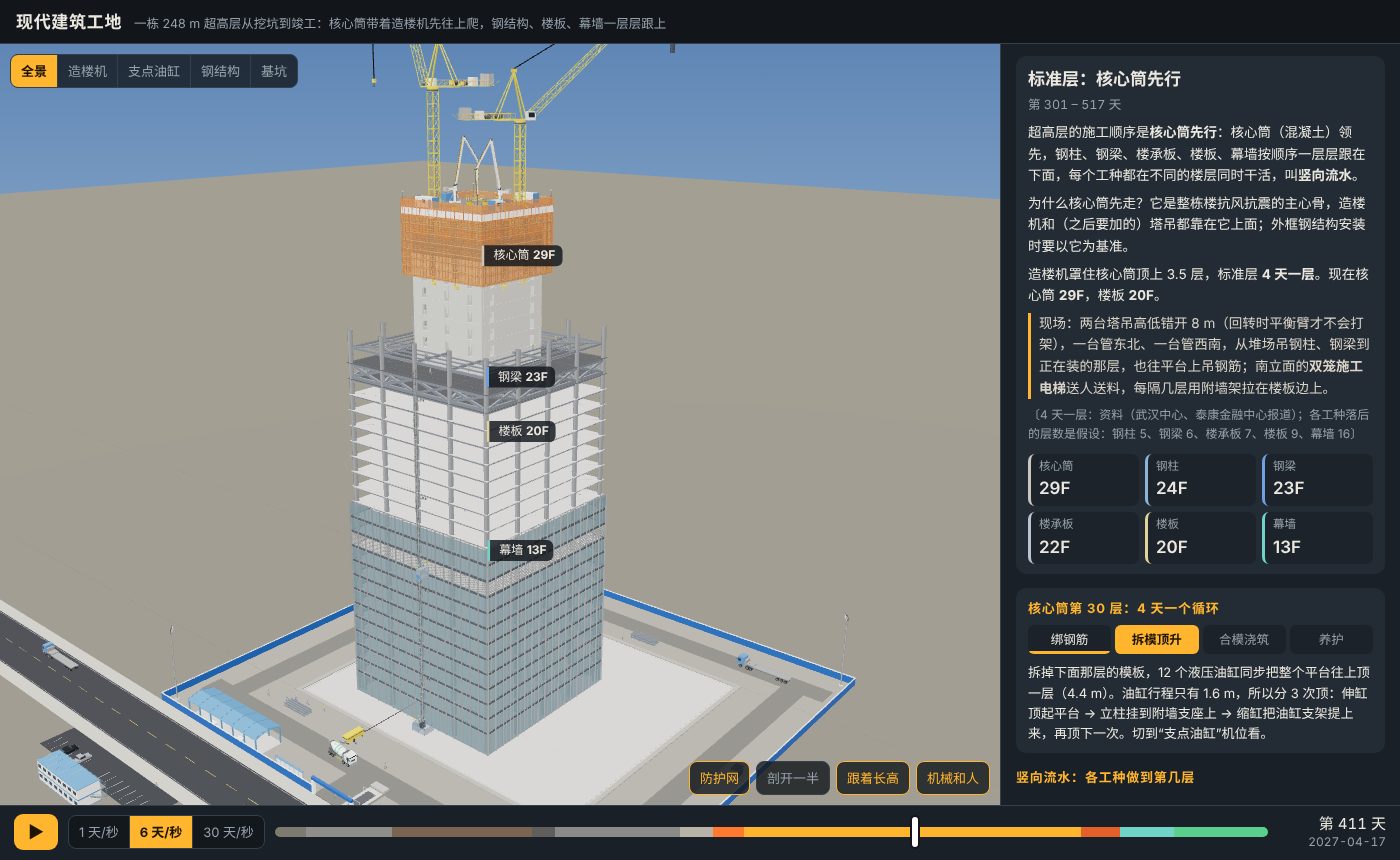 现代建筑工地 一栋 248 m 超高层从挖坑到竣工：核心筒带着造楼机先往上爬，钢结构、楼板、幕墙一层层跟上
全景 造楼机 支点油缸 钢结构 基坑
核心筒 29F
钢梁 23F
楼板 20F
幕墙 13F
防护网 剖开一半 跟着长高 机械和人
标准层：核心筒先行
第 301 – 517 天
超高层的施工顺序是核心筒先行：核心筒（混凝土）领
先，钢柱、钢梁、楼承板、楼板、幕墙按顺序一层层跟在
下面，每个工种都在不同的楼层同时干活，叫竖向流水。
为什么核心筒先走？它是整栋楼抗风抗震的主心骨，造楼
机和（之后要加的）塔吊都靠在它上面；外框钢结构安装
时要以它为基准。
造楼机罩住核心筒顶上 3.5 层，标准层 4 天一层。现在核
心筒 29F，楼板 20F。
现场：两台塔吊高低错开 8 m（回转时平衡臂才不会打
架），一台管东北、一台管西南，从堆场吊钢柱、钢梁到
正在装的那层，也往平台上吊钢筋；南立面的双笼施工
电梯送人送料，每隔几层用附墙架拉在楼板边上。
〔4 天一层：资料（武汉中心、泰康金融中心报道）；各工种落后
的层数是假设：钢柱 5、钢梁 6、楼承板 7、楼板 9、幕墙 16〕
核心筒 钢柱 钢梁
29F 24F 23F
楼承板 楼板 幕墙
22F 20F 13F
核心筒第 30 层：4 天一个循环
绑钢筋 拆模顶升 合模浇筑 养护
拆掉下面那层的模板，12 个液压油缸同步把整个平台往上顶
一层（4.4 m）。油缸行程只有 1.6 m，所以分 3 次顶：伸缸
顶起平台 → 立柱挂到附墙支座上 → 缩缸把油缸支架提上
来，再顶下一次。切到“支点油缸”机位看。
竖向流水：各工种做到第几层
1 天/秒 6 天/秒 30 天/秒
第 411 天
2027-04-17